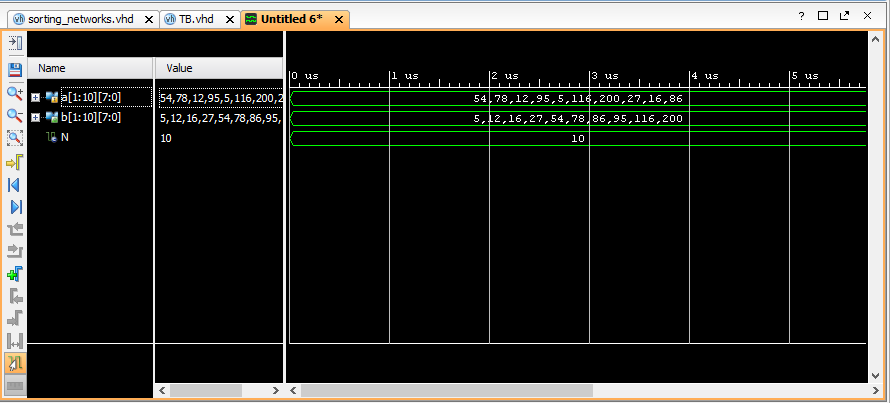 sorting_networks.vhd TB.vhd Untitled 6*
Name Value 0 us 1 us 2 us 3 us 4 us 5 us
a[1:10][7:0] 54,78,12,95,5,116,200,2 54,78,12,95,5,116,200,27,16,86
b[1:10][7:0] 5,12,16,27,54,78,86,95, 5,12,16,27,54,78,86,95,116,200
N 10 10